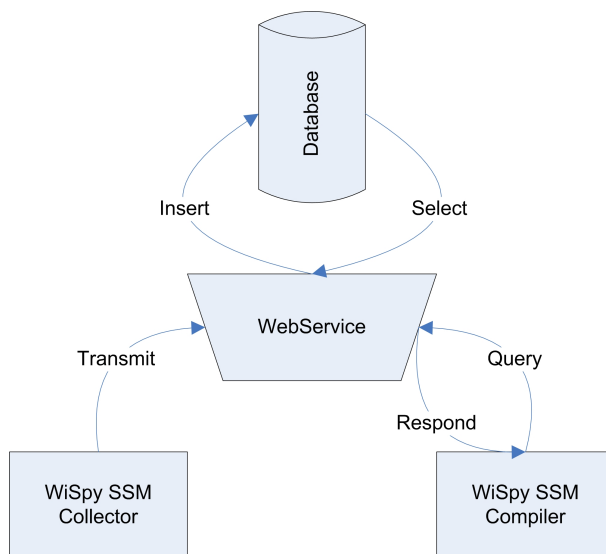 Database
Insert
Select
WebService
Transmit
Query
Respond
WiSpy SSM
Collector
WiSpy SSM
Compiler